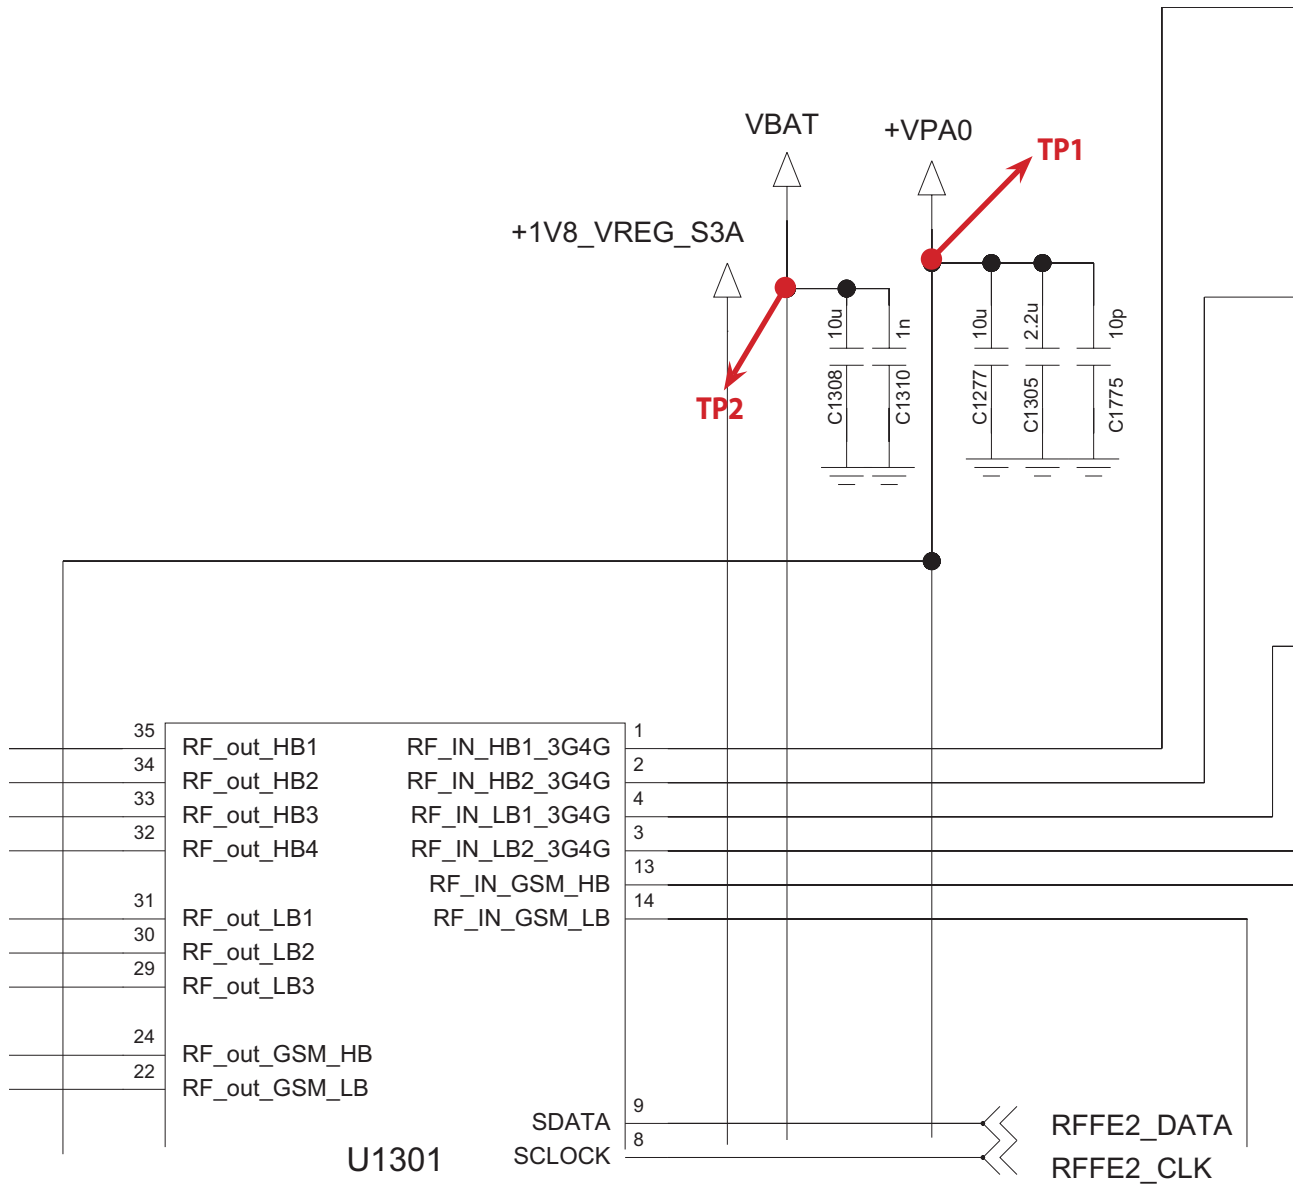 VBAT
+VPA0
TP1
+1V8_VREG_S3A
10u
1n
10u
2.2u
10p
TP2
C1308
C1310
C1277
C1305
C1775
35
RF_out_HB1
RF_IN_HB1_3G4G
1
34
RF_out_HB2
RF_IN_HB2_3G4G
2
33
RF_out_HB3
RF_IN_LB1_3G4G
4
32
RF_out_HB4
RF_IN_LB2_3G4G
3
RF_IN_GSM_HB
13
31
RF_out_LB1
RF_IN_GSM_LB
14
30
RF_out_LB2
29
RF_out_LB3
24
RF_out_GSM_HB
22
RF_out_GSM_LB
SDATA
9
RFFE2_DATA
U1301
SCLOCK
8
RFFE2_CLK